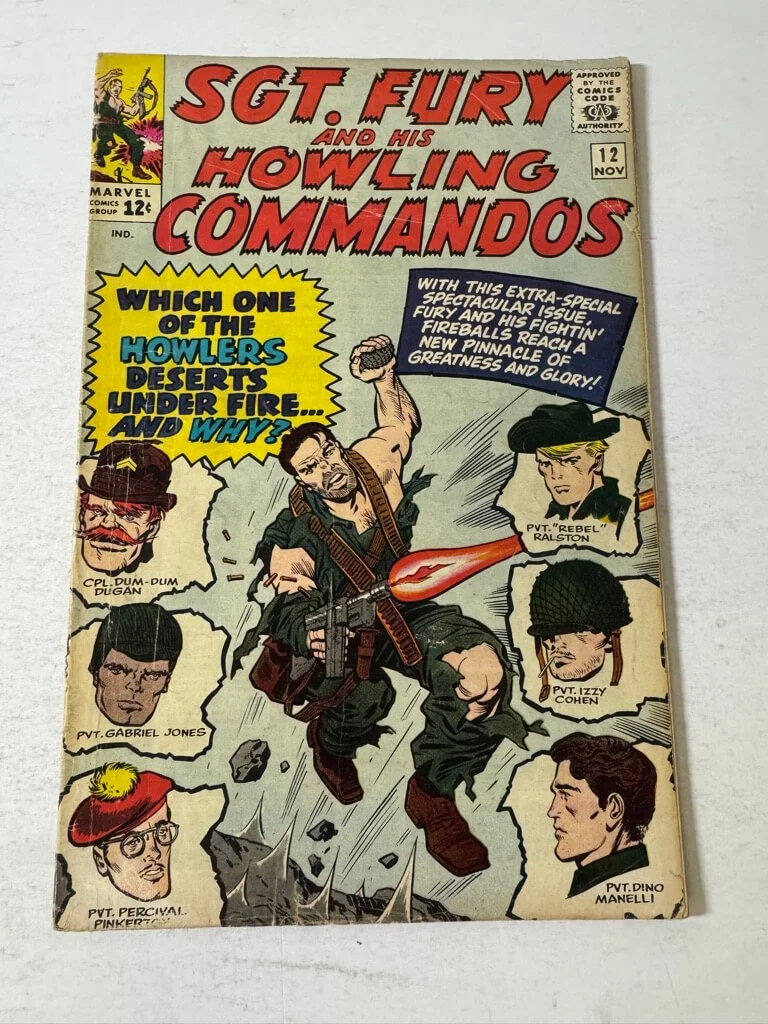 SGT. FURY
AND HIS
HOWLING
COMMANDOS
APPROVED
BY THE
COMICS
CODE
CA
AUTHORITY
12
NOV
MARVEL
COMICS
GROUP 12¢
IND.
WHICH ONE
OF THE
HOWLERS
DESERTS
UNDER FIRE...
AND WHY?
WITH THIS EXTRA-SPECIAL
SPECTACULAR ISSUE,
FURY AND HIS FIGHTIN'
FIREBALLS REACH A
NEW PINNACLE OF
GREATNESS AND GLORY!
CPL. DUM-DUM
DUGAN
PVT. "REBEL"
RALSTON
PVT. GABRIEL JONES
PVT. IZZY
COHEN
PVT. PERCIVAL
PINKERTON
PVT. DINO
MANELLI